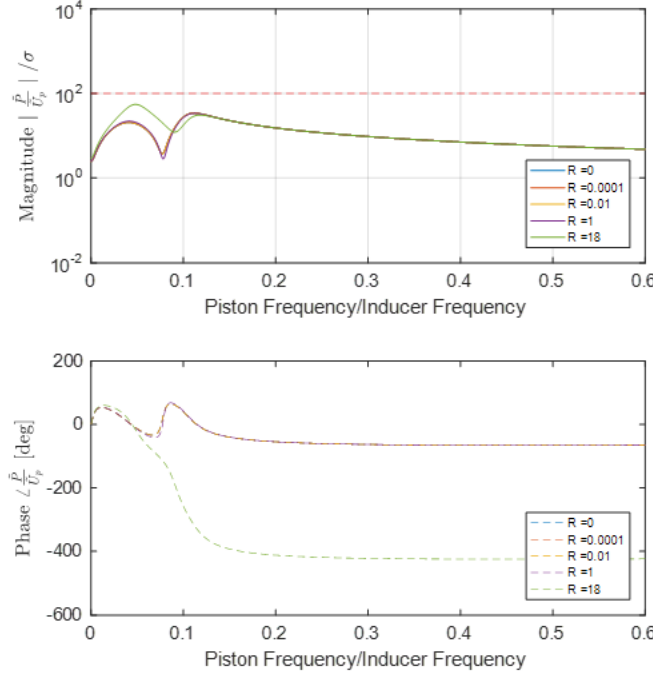 10^4
10^2
10^0
10^-2
Magnitude | P̃/Ũ_p | /σ
0 0.1 0.2 0.3 0.4 0.5 0.6
Piston Frequency/Inducer Frequency
R =0
R =0.0001
R =0.01
R =1
R =18
200
0
-200
-400
-600
Phase ∠P̃/Ũ_p [deg]
0 0.1 0.2 0.3 0.4 0.5 0.6
Piston Frequency/Inducer Frequency
R =0
R =0.0001
R =0.01
R =1
R =18